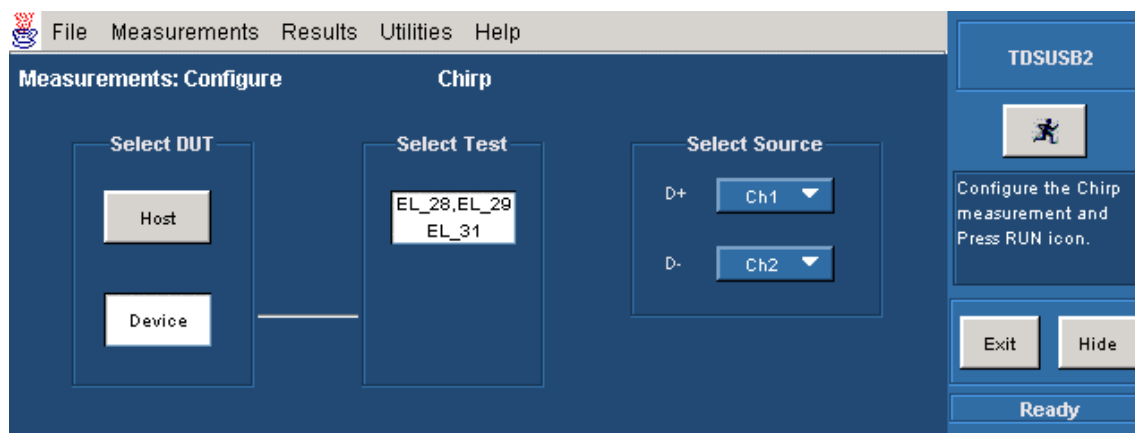 File Measurements Results Utilities Help
Measurements: Configure Chirp
Select DUT
Host
Device
Select Test
EL_28,EL_29
EL_31
Select Source
D+ Ch1
D- Ch2
TDSUSB2
Configure the Chirp
measurement and
Press RUN icon.
Exit Hide
Ready